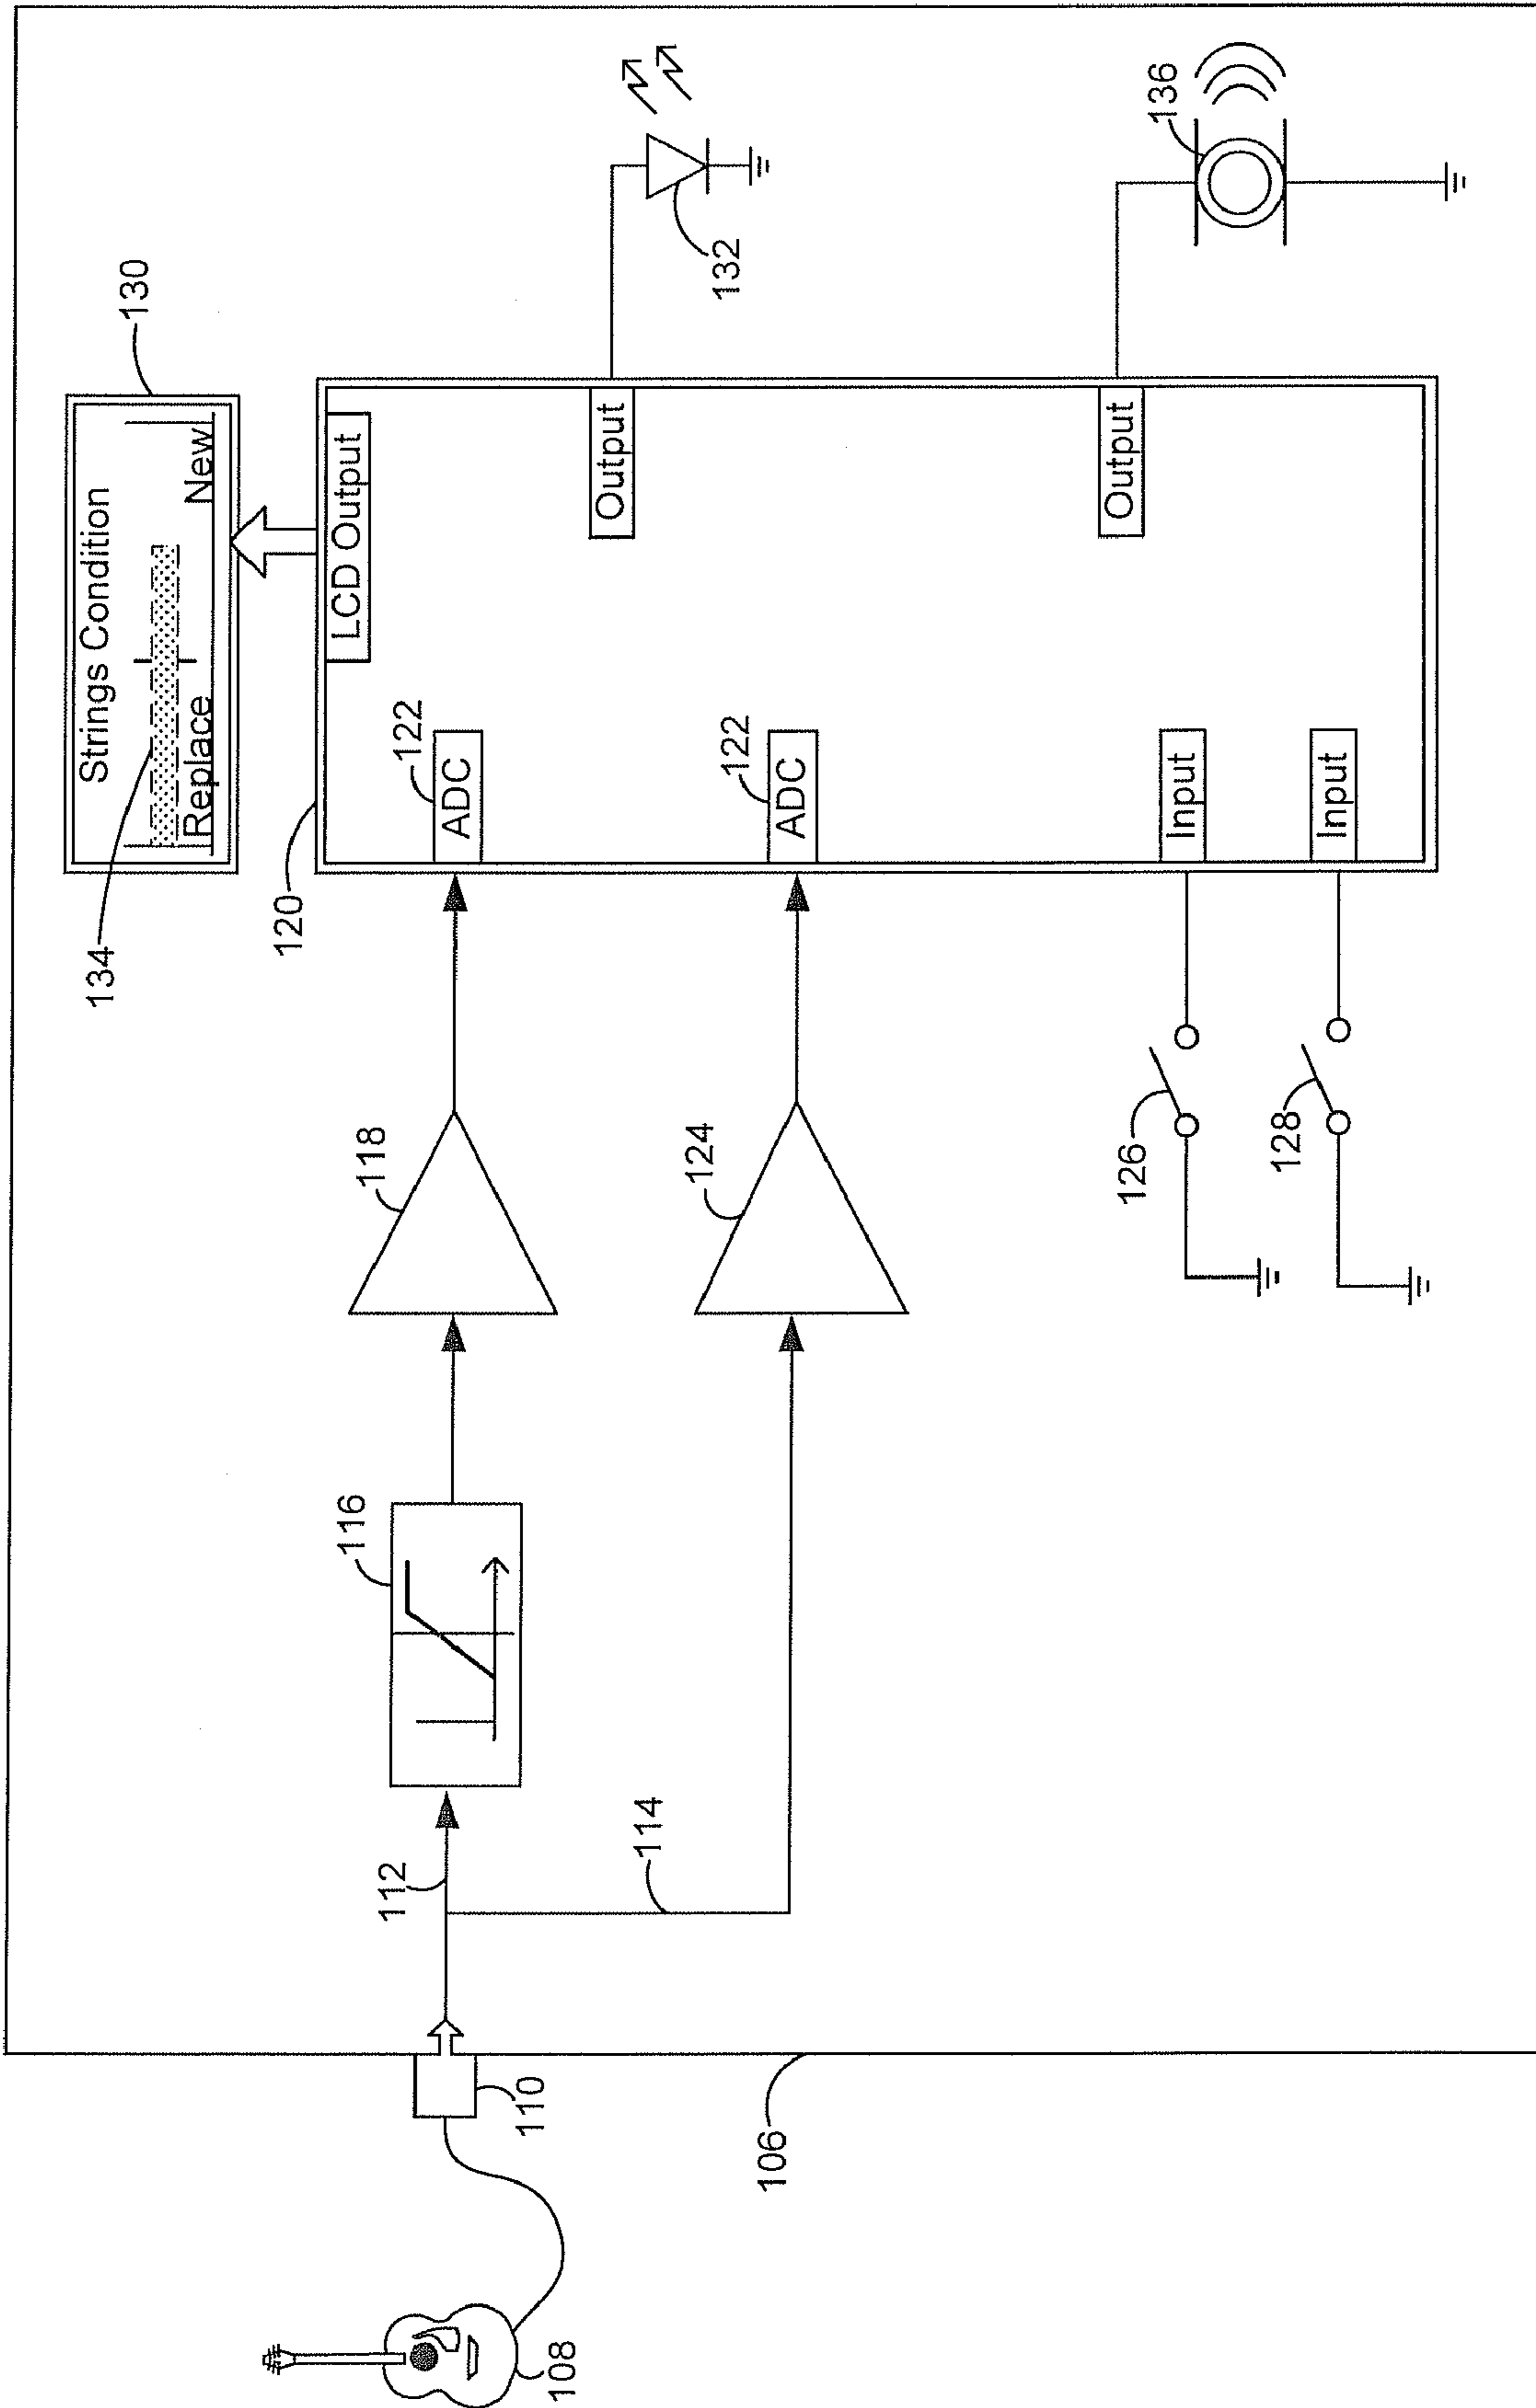 Strings Condition
Replace
New
130
134
120
LCD Output
ADC
122
Output
132
ADC
122
Input
Input
Output
136
118
124
126
128
116
112
114
110
108
106